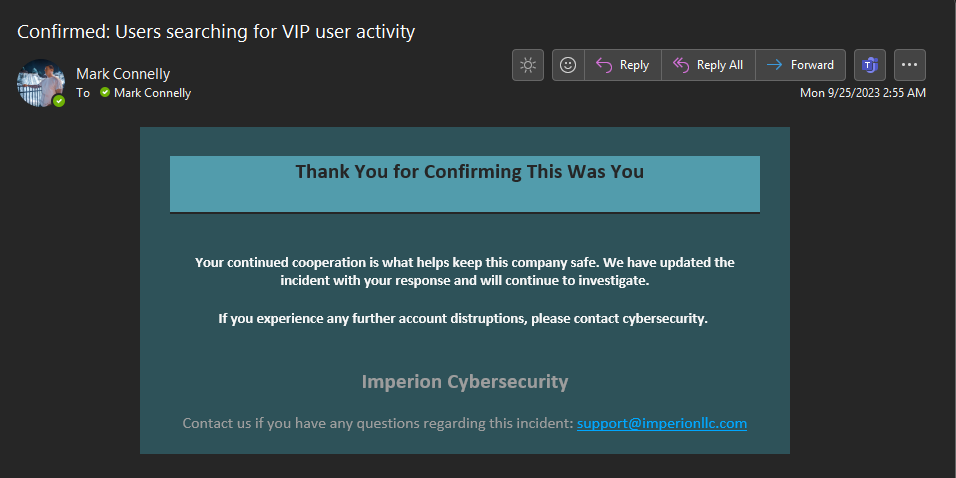 Confirmed: Users searching for VIP user activity
Mark Connelly
To Mark Connelly
Reply
Reply All
Forward
Mon 9/25/2023 2:55 AM
Thank You for Confirming This Was You
Your continued cooperation is what helps keep this company safe. We have updated the
incident with your response and will continue to investigate.
If you experience any further account distruptions, please contact cybersecurity.
Imperion Cybersecurity
Contact us if you have any questions regarding this incident: support@imperionllc.com